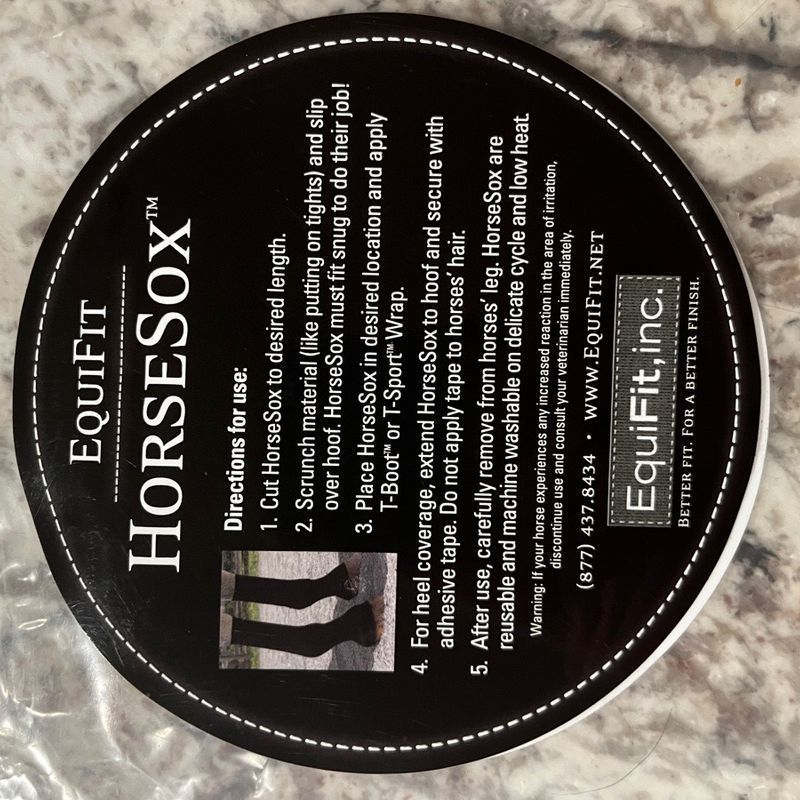 EQUIFIT
HORSESOX™
Directions for use:
1. Cut HorseSox to desired length.
2. Scrunch material (like putting on tights) and slip
over hoof. HorseSox must fit snug to do their job!
3. Place HorseSox in desired location and apply
T-Boot™ or T-Sport™ Wrap.
4. For heel coverage, extend HorseSox to hoof and secure with
adhesive tape. Do not apply tape to horses' hair.
5. After use, carefully remove from horses' leg. HorseSox are
reusable and machine washable on delicate cycle and low heat.
Warning: If your horse experiences any increased reaction in the area of irritation,
discontinue use and consult your veterinarian immediately.
(877) 437.8434 • WWW.EQUIFIT.NET
EquiFit,inc.
BETTER FIT. FOR A BETTER FINISH.